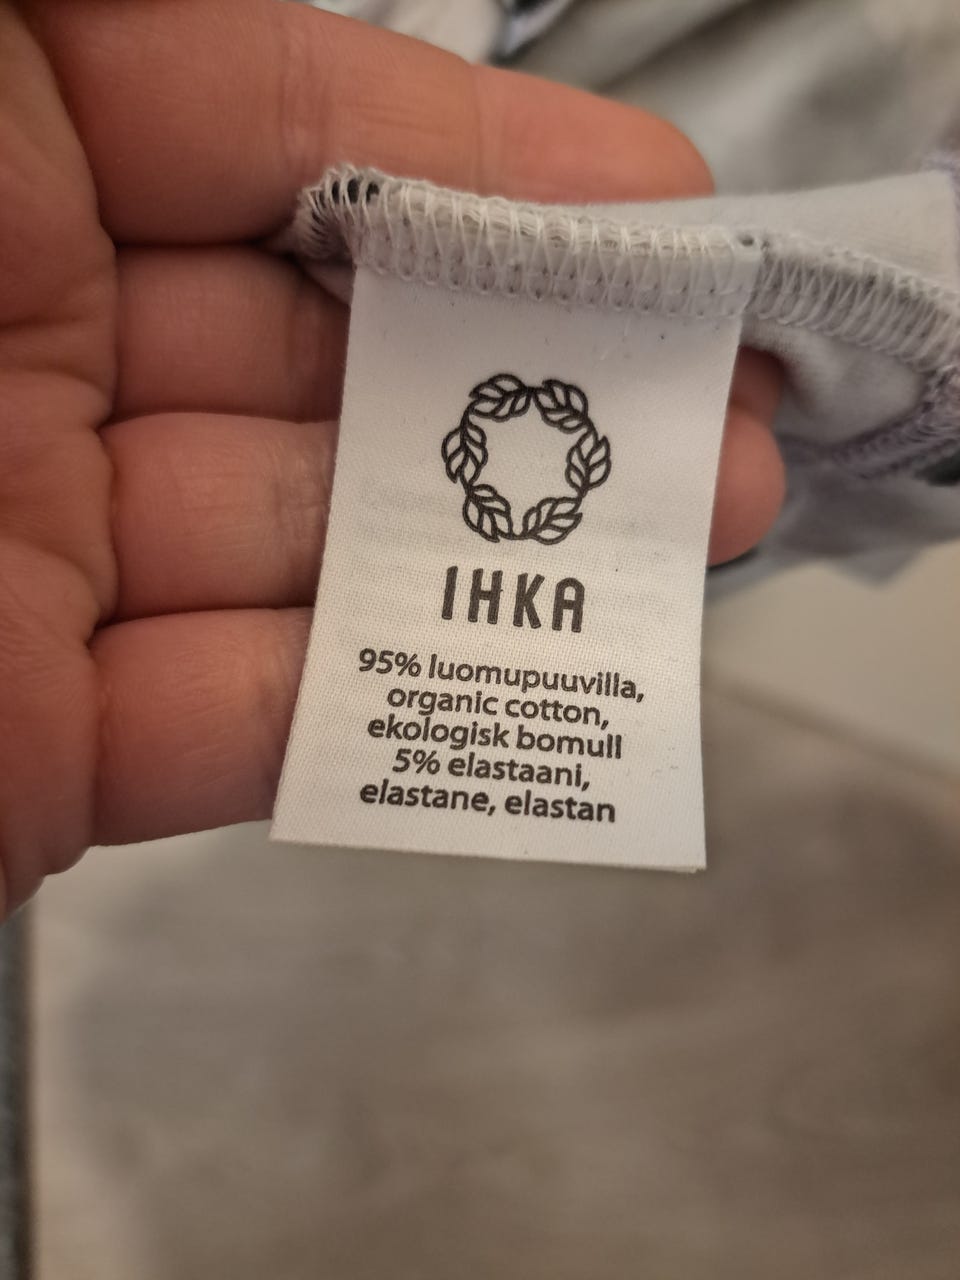 IHKA
95% luomupuuvilla,
organic cotton,
ekologisk bomull
5% elastaani,
elastane, elastan